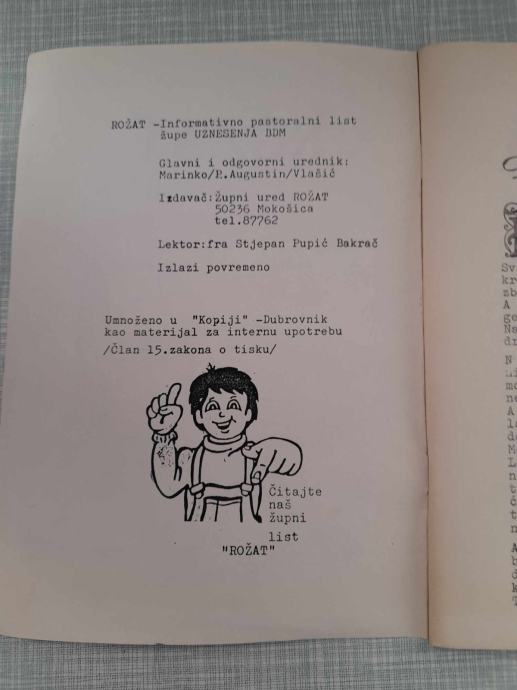 ROŽAT -Informativno pastoralni list
župe UZNESENJA BDM
Glavni i odgovorni urednik:
Marinko/P.Augustin/Vlašić
Izdavač:Župni ured ROŽAT
50236 Mokošica
tel.87762
Lektor:fra Stjepan Pupić Bakrač
Izlazi povremeno
Umnoženo u "Kopiji" -Dubrovnik
kao materijal za internu upotrebu
/Član 15.zakona o tisku/
Čitajte
naš
župni
list
"ROŽAT"